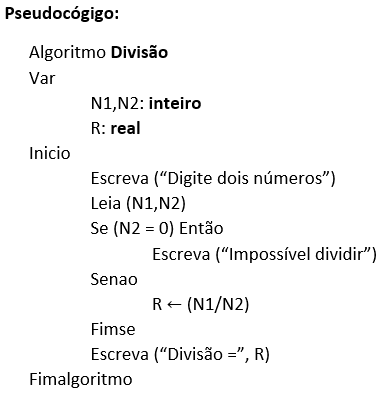 Pseudocógigo:
Algoritmo Divisão
Var
N1,N2: inteiro
R: real
Inicio
Escreva (“Digite dois números”)
Leia (N1,N2)
Se (N2 = 0) Então
Escreva (“Impossível dividir”)
Senao
R ← (N1/N2)
Fimse
Escreva (“Divisão =”, R)
Fimalgoritmo